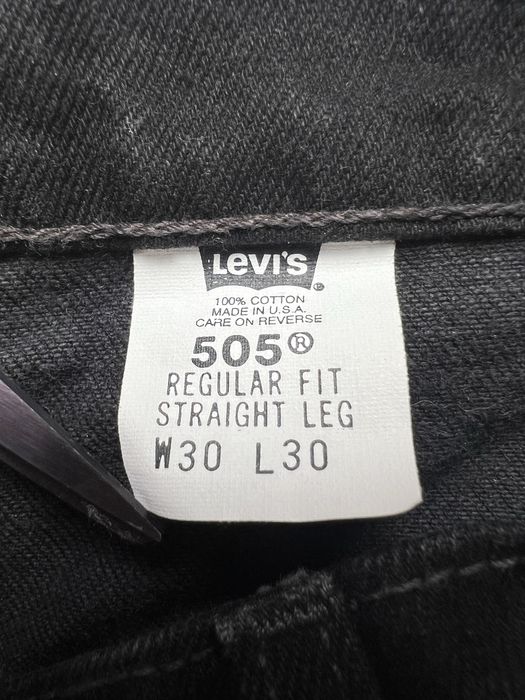 Levi's ®
100% COTTON
MADE IN U.S.A.
CARE ON REVERSE
505®
REGULAR FIT
STRAIGHT LEG
W30 L30